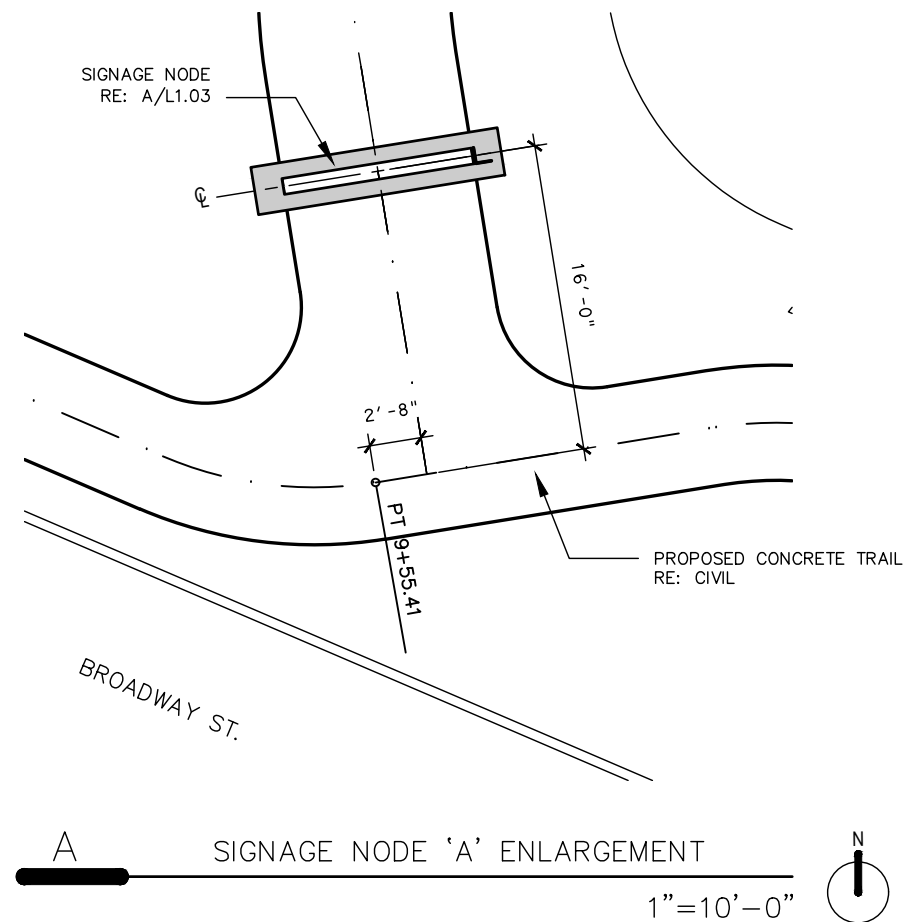 SIGNAGE NODE
RE: A/L1.03
℄
16'-0"
2'-8"
PT 9+55.41
PROPOSED CONCRETE TRAIL
RE: CIVIL
BROADWAY ST.
A
SIGNAGE NODE 'A' ENLARGEMENT
N
1"=10'-0"